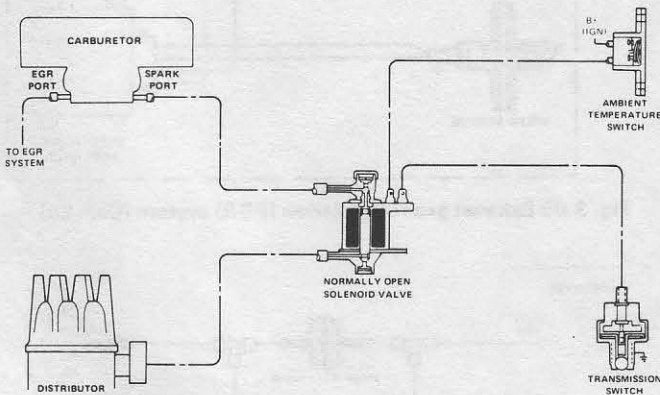 CARBURETOR
EGR
PORT
SPARK
PORT
TO EGR
SYSTEM
B+
(IGN)
AMBIENT
TEMPERATURE
SWITCH
NORMALLY OPEN
SOLENOID VALVE
DISTRIBUTOR
TRANSMISSION
SWITCH